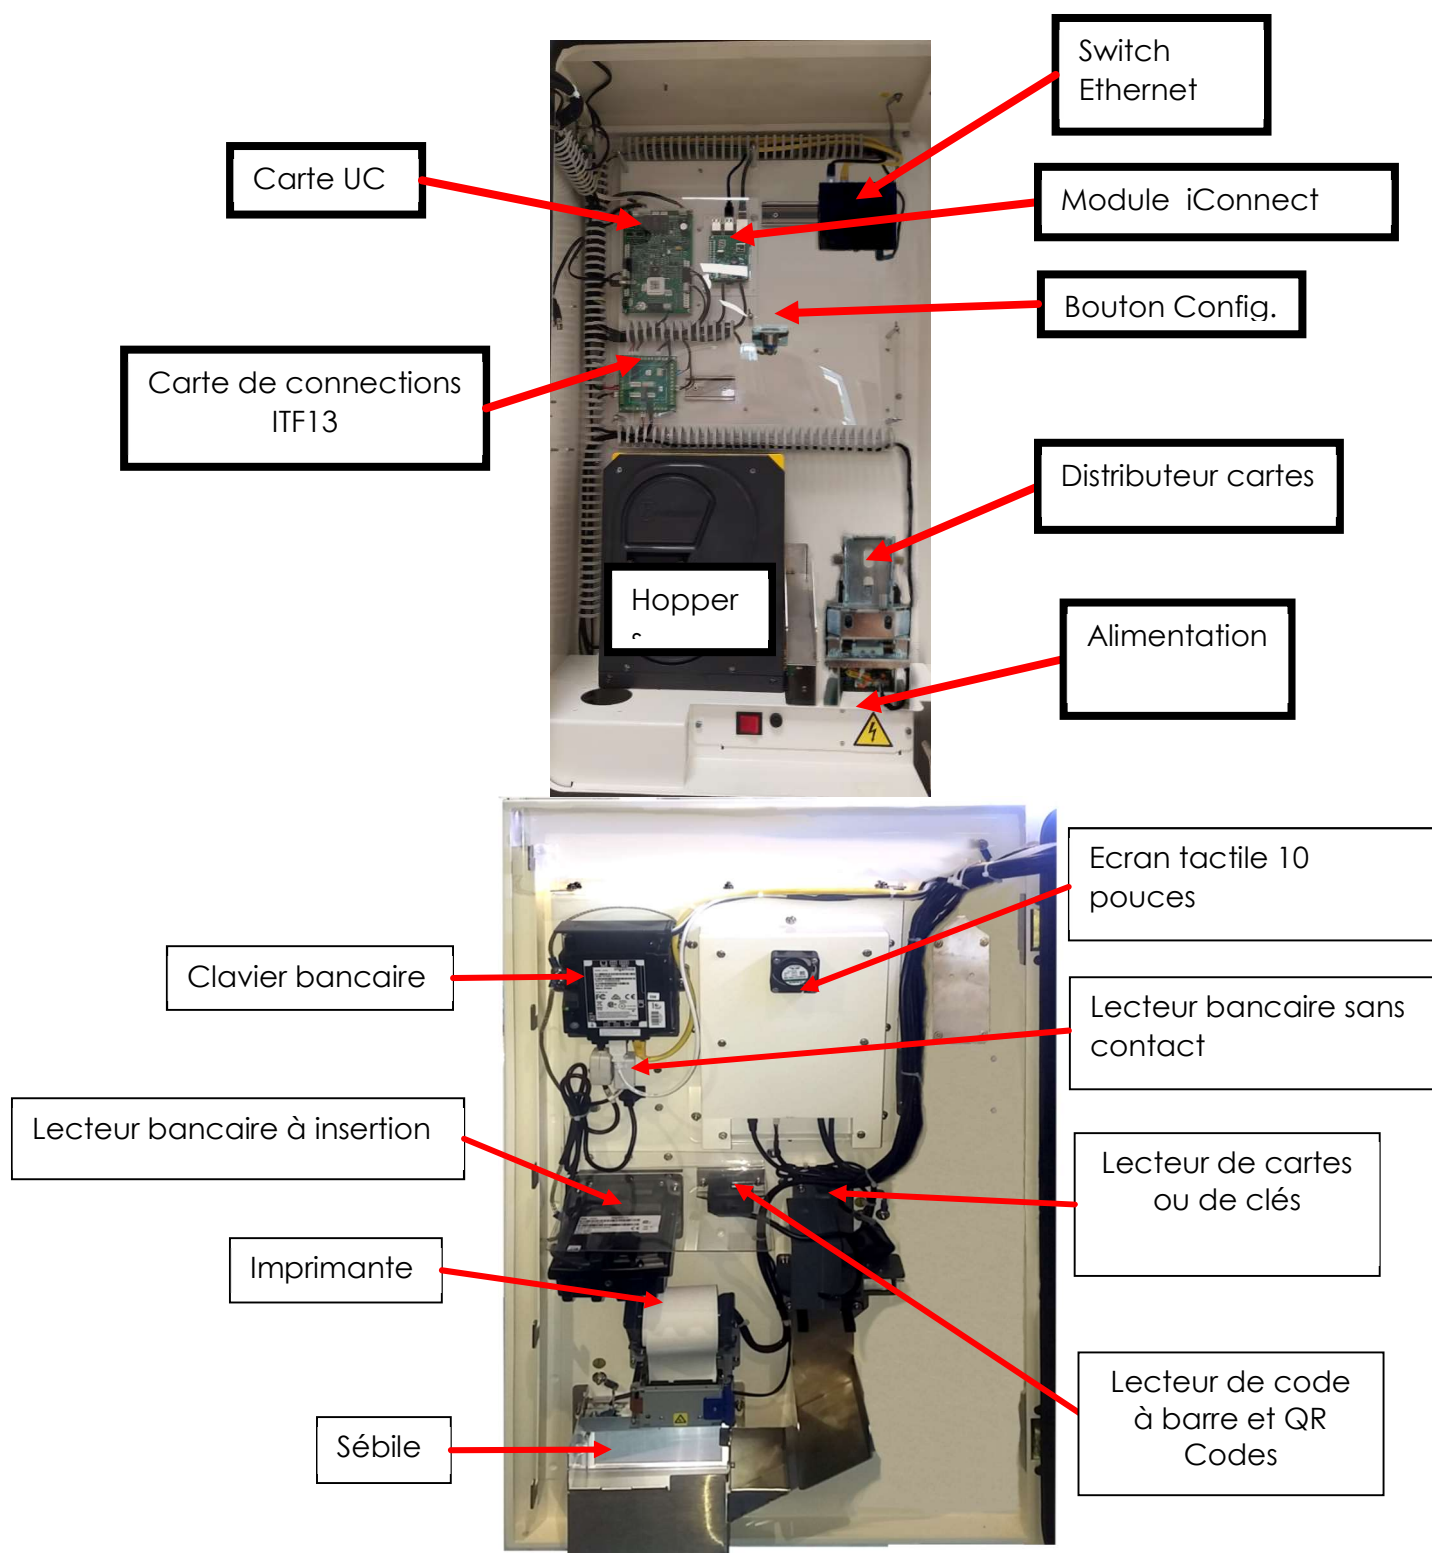 Switch
Ethernet
Carte UC
Module iConnect
Bouton Config.
Carte de connections
ITF13
Distributeur cartes
Hopper
s
Alimentation
Ecran tactile 10
pouces
Clavier bancaire
Lecteur bancaire sans
contact
Lecteur bancaire à insertion
Lecteur de cartes
ou de clés
Imprimante
Lecteur de code
à barre et QR
Codes
Sébile